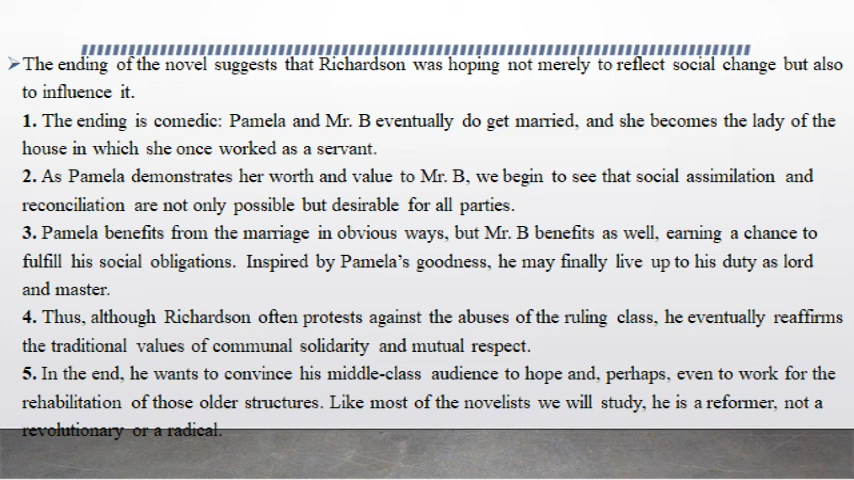 ➢The ending of the novel suggests that Richardson was hoping not merely to reflect social change but also
to influence it.
1. The ending is comedic: Pamela and Mr. B eventually do get married, and she becomes the lady of the
house in which she once worked as a servant.
2. As Pamela demonstrates her worth and value to Mr. B, we begin to see that social assimilation and
reconciliation are not only possible but desirable for all parties.
3. Pamela benefits from the marriage in obvious ways, but Mr. B benefits as well, earning a chance to
fulfill his social obligations. Inspired by Pamela’s goodness, he may finally live up to his duty as lord
and master.
4. Thus, although Richardson often protests against the abuses of the ruling class, he eventually reaffirms
the traditional values of communal solidarity and mutual respect.
5. In the end, he wants to convince his middle-class audience to hope and, perhaps, even to work for the
rehabilitation of those older structures. Like most of the novelists we will study, he is a reformer, not a
revolutionary or a radical.